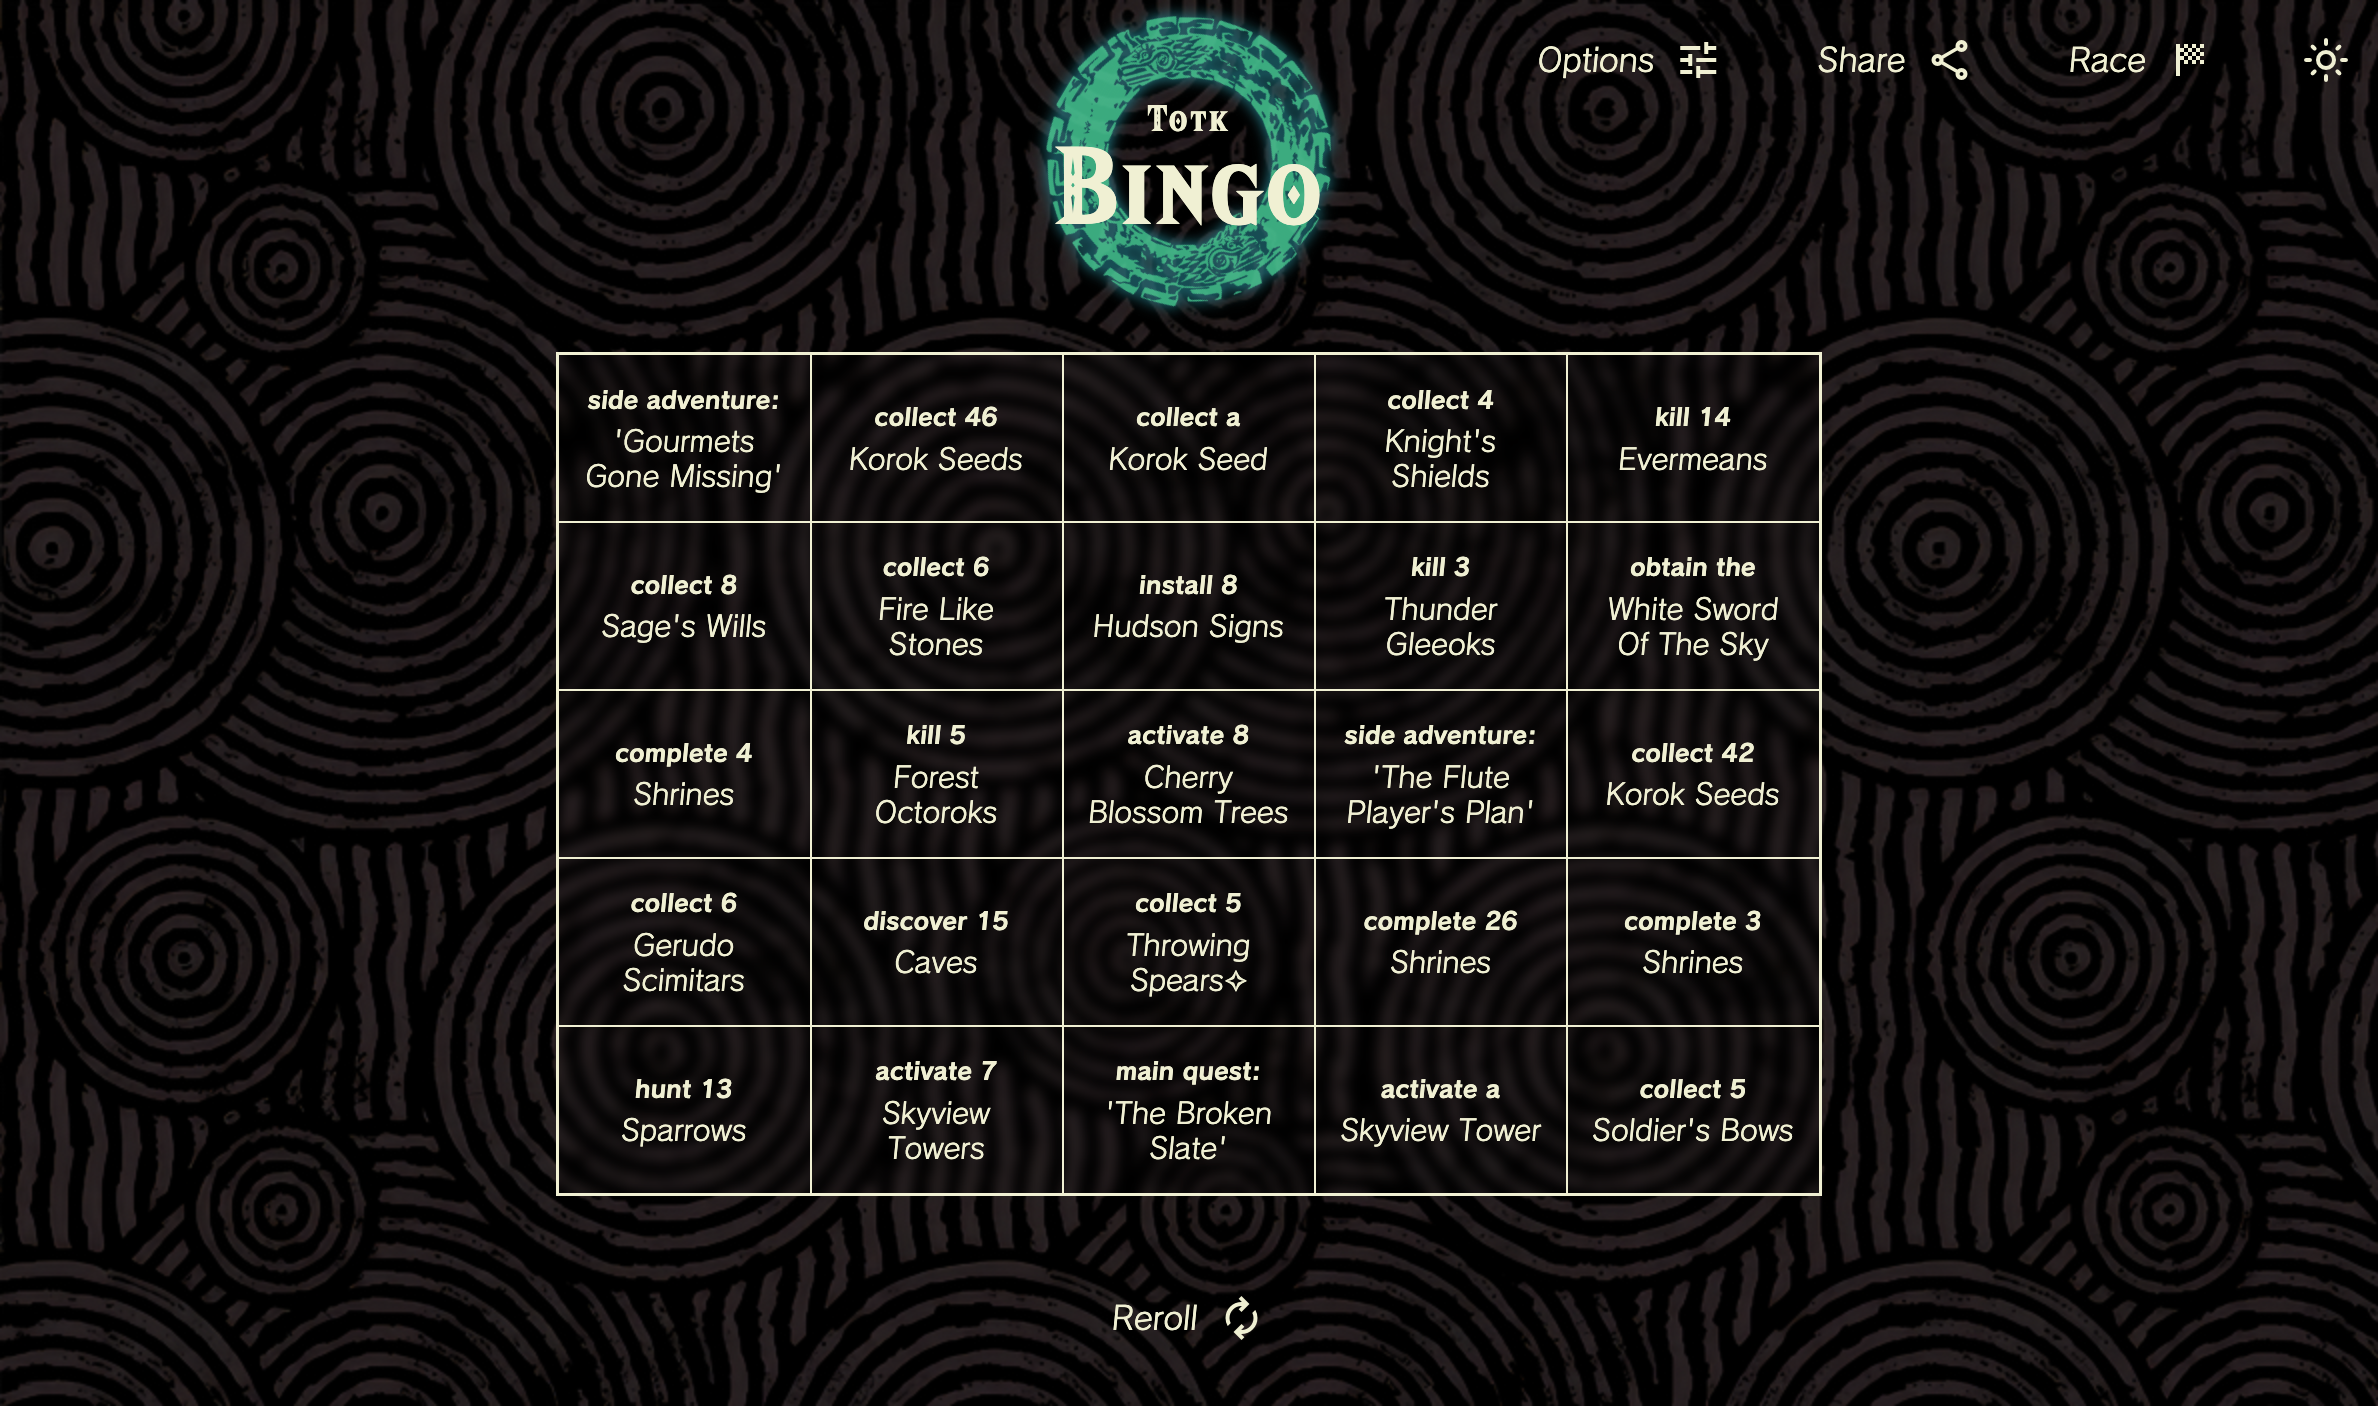 Options
Share
Race
Totk
Bingo
side adventure:
'Gourmets
Gone Missing'
collect 46
Korok Seeds
collect a
Korok Seed
collect 4
Knight's
Shields
kill 14
Evermeans
collect 8
Sage's Wills
collect 6
Fire Like
Stones
install 8
Hudson Signs
kill 3
Thunder
Gleeoks
obtain the
White Sword
Of The Sky
complete 4
Shrines
kill 5
Forest
Octoroks
activate 8
Cherry
Blossom Trees
side adventure:
'The Flute
Player's Plan'
collect 42
Korok Seeds
collect 6
Gerudo
Scimitars
discover 15
Caves
collect 5
Throwing
Spears✧
complete 26
Shrines
complete 3
Shrines
hunt 13
Sparrows
activate 7
Skyview
Towers
main quest:
'The Broken
Slate'
activate a
Skyview Tower
collect 5
Soldier's Bows
Reroll